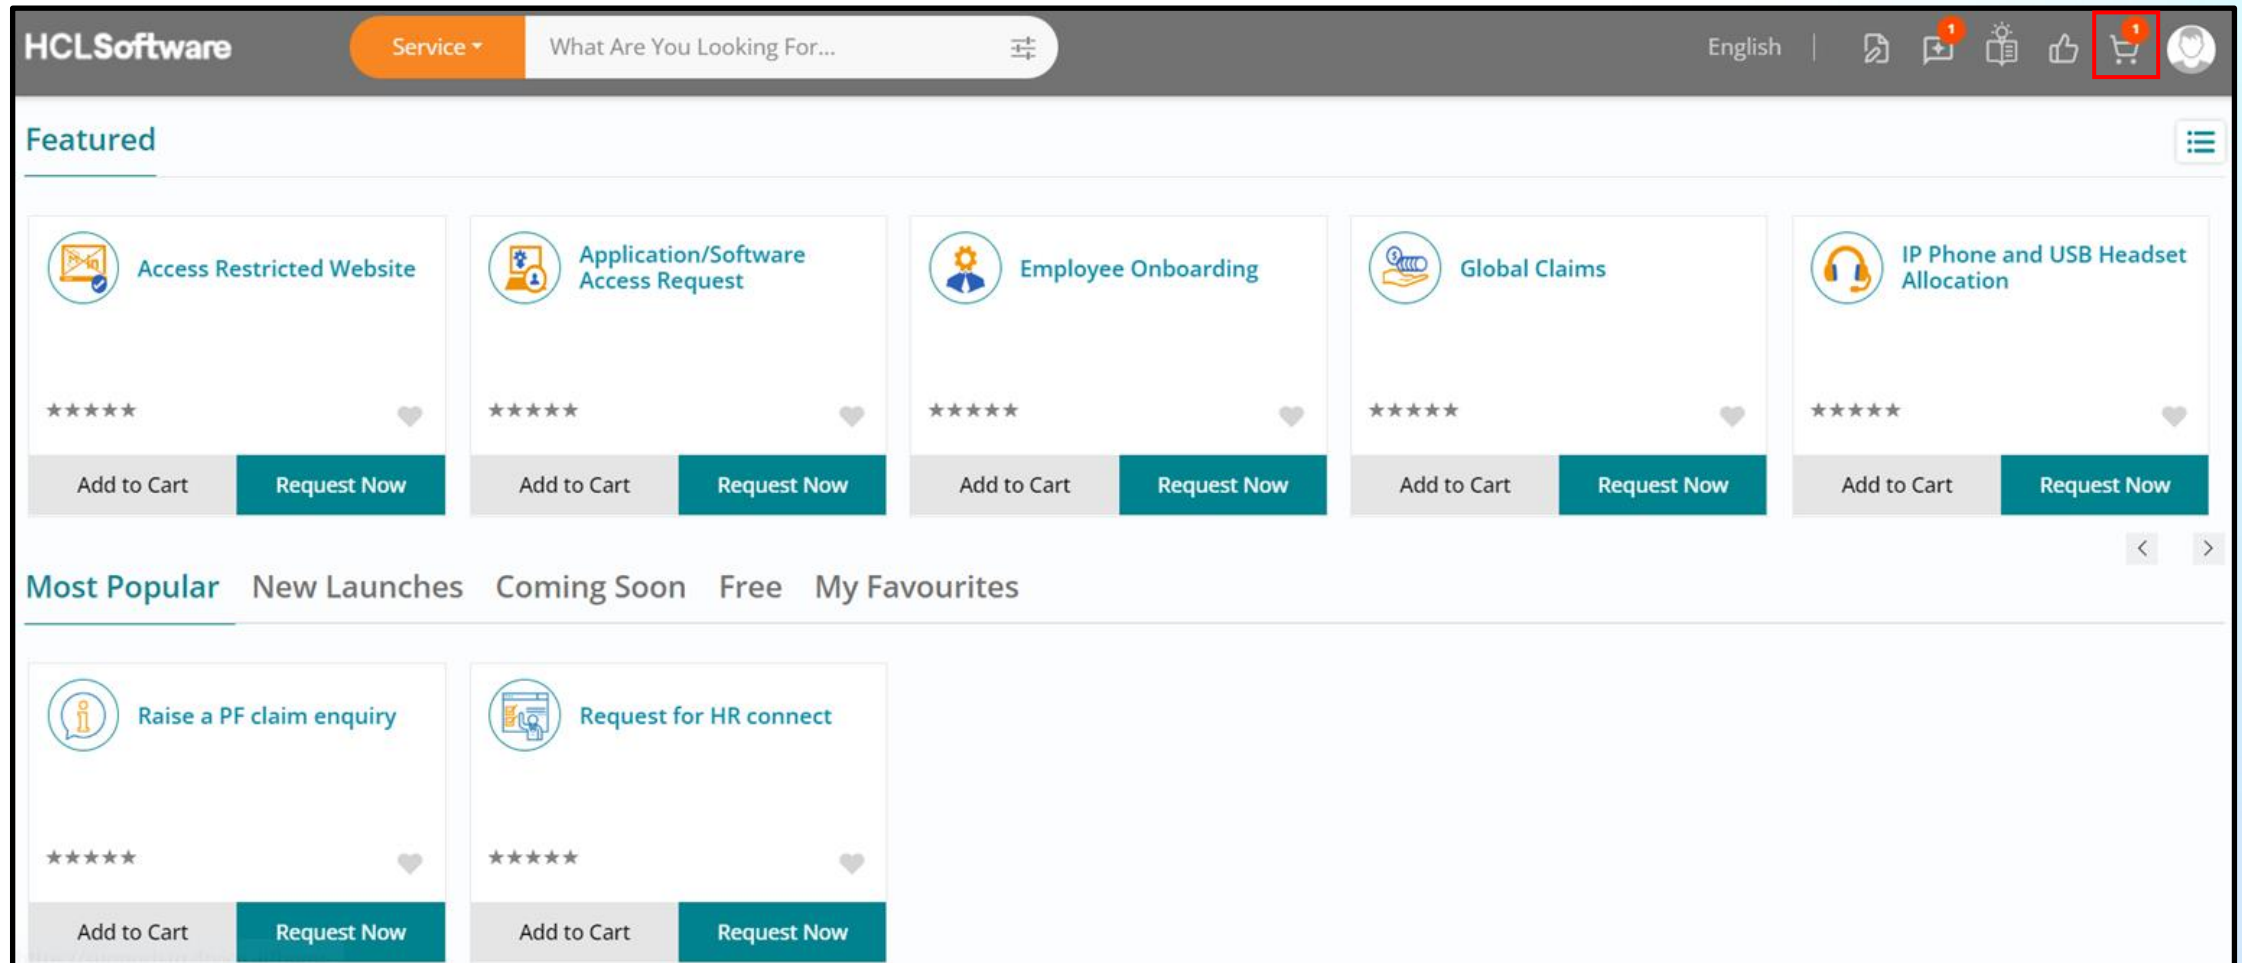 HCLSoftware
Service
What Are You Looking For...
English
1
1
Featured
Access Restricted Website
Application/Software
Access Request
Employee Onboarding
Global Claims
IP Phone and USB Headset
Allocation
Add to Cart
Request Now
Add to Cart
Request Now
Add to Cart
Request Now
Add to Cart
Request Now
Add to Cart
Request Now
Most Popular
New Launches
Coming Soon
Free
My Favourites
Raise a PF claim enquiry
Request for HR connect
Add to Cart
Request Now
Add to Cart
Request Now